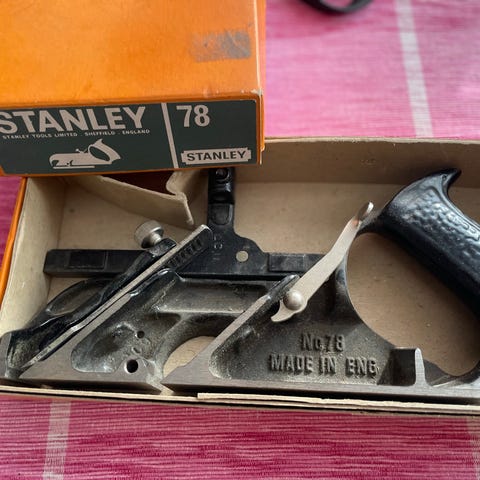 STANLEY
78
STANLEY TOOLS LIMITED · SHEFFIELD · ENGLAND
STANLEY
No. 78
MADE IN ENG